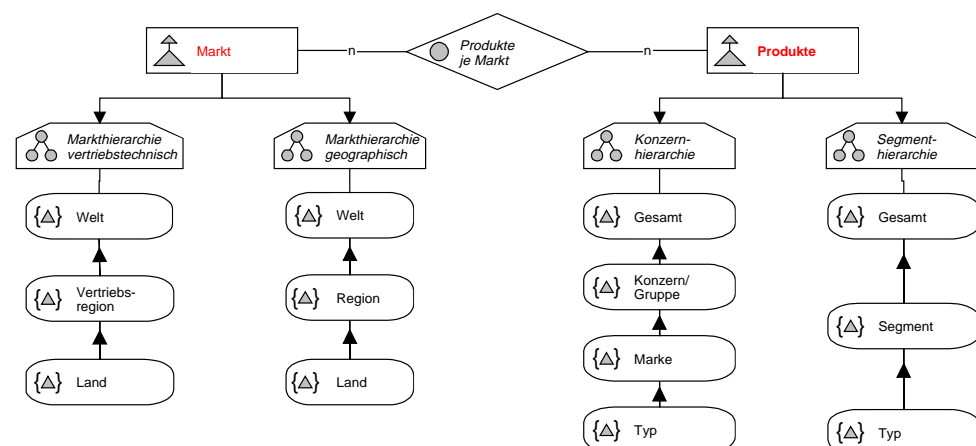 Markt
n
Produkte
je Markt
n
Produkte
Markthierarchie
vertriebstechnisch
Markthierarchie
geographisch
Konzern-
hierarchie
Segment-
hierarchie
{ } Welt
{ } Welt
{ } Gesamt
{ } Gesamt
{ } Vertriebs-
region
{ } Region
{ } Konzern/
Gruppe
{ } Segment
{ } Land
{ } Land
{ } Marke
{ } Typ
{ } Typ